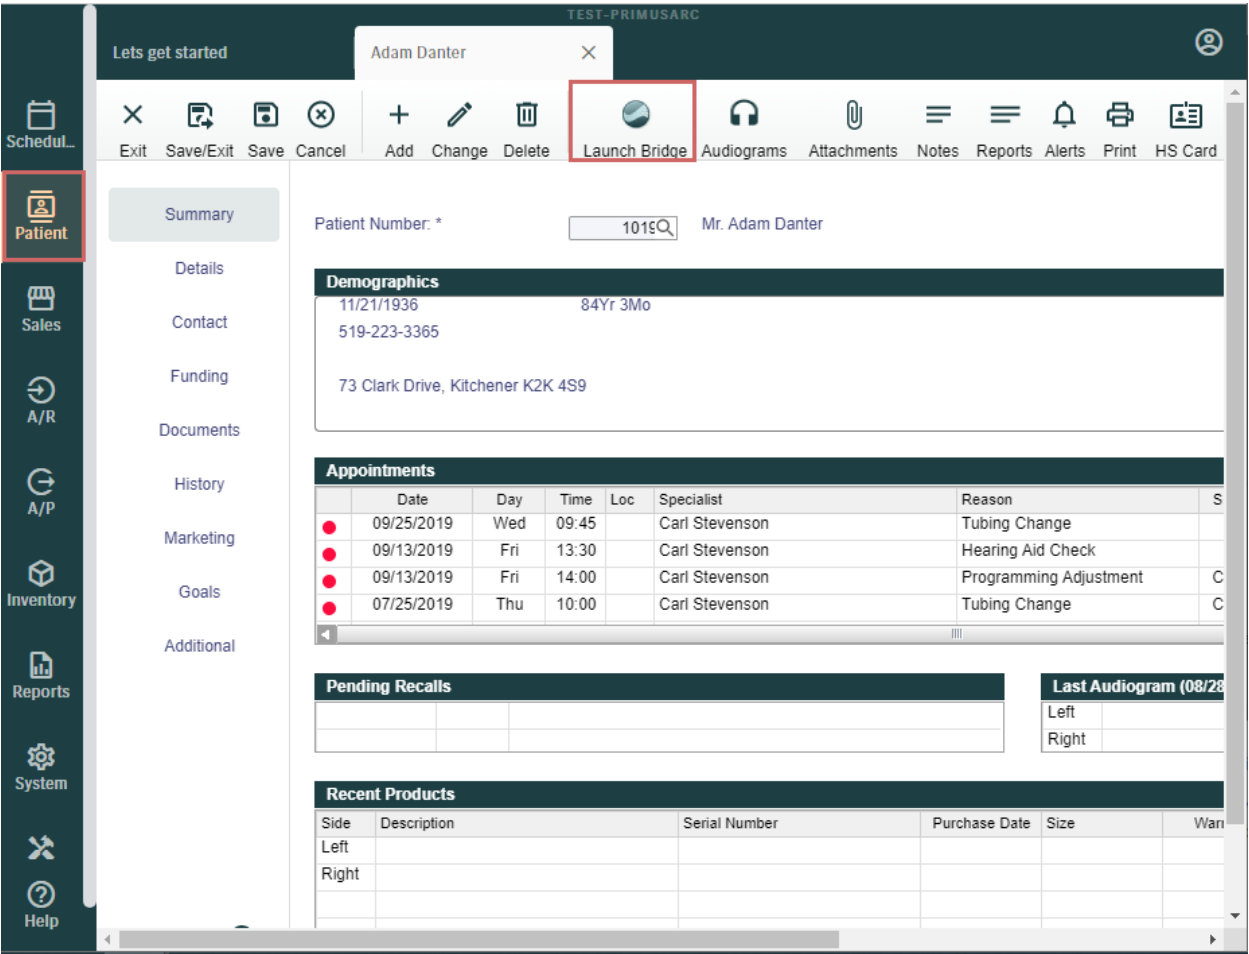 TEST-PRIMUSARC
Lets get started
Adam Danter
Schedul...
Patient
Sales
A/R
A/P
Inventory
Reports
System
Help
Exit Save/Exit Save Cancel Add Change Delete Launch Bridge Audiograms Attachments Notes Reports Alerts Print HS Card
Summary
Details
Contact
Funding
Documents
History
Marketing
Goals
Additional
Patient Number: * 1019 Mr. Adam Danter
Demographics
11/21/1936 84Yr 3Mo
519-223-3365
73 Clark Drive, Kitchener K2K 4S9
Appointments
Date Day Time Loc Specialist Reason S
09/25/2019 Wed 09:45 Carl Stevenson Tubing Change
09/13/2019 Fri 13:30 Carl Stevenson Hearing Aid Check
09/13/2019 Fri 14:00 Carl Stevenson Programming Adjustment C
07/25/2019 Thu 10:00 Carl Stevenson Tubing Change C
Pending Recalls
Last Audiogram (08/28
Left
Right
Recent Products
Side Description Serial Number Purchase Date Size Warr
Left
Right